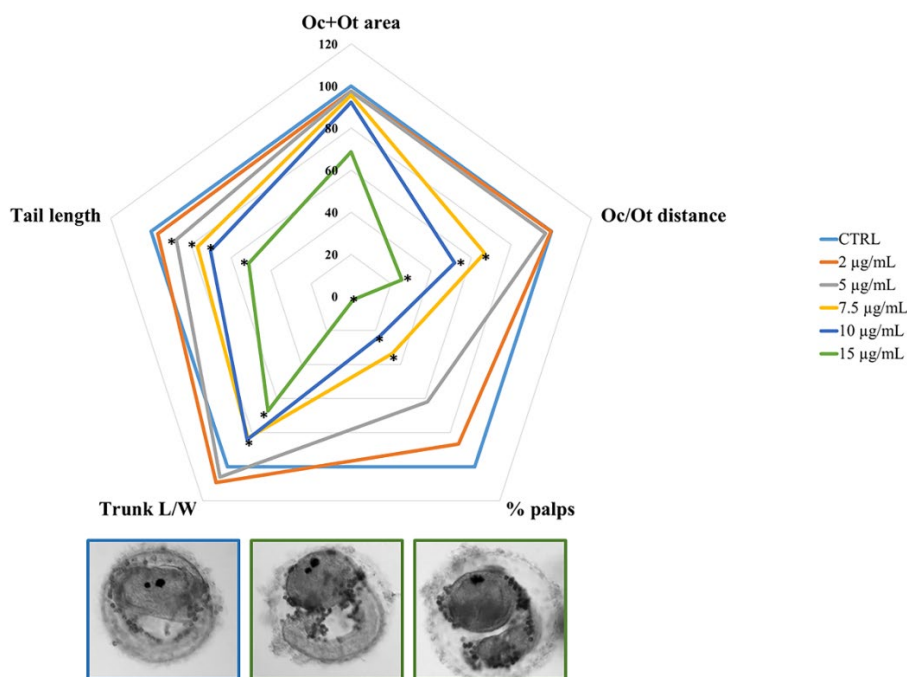 Oc+Ot area
120
100
80
60
40
20
0
Tail length
Oc/Ot distance
CTRL
2 µg/mL
5 µg/mL
7.5 µg/mL
10 µg/mL
15 µg/mL
* * * * *
* *
* *
*
*
*
Trunk L/W
% palps